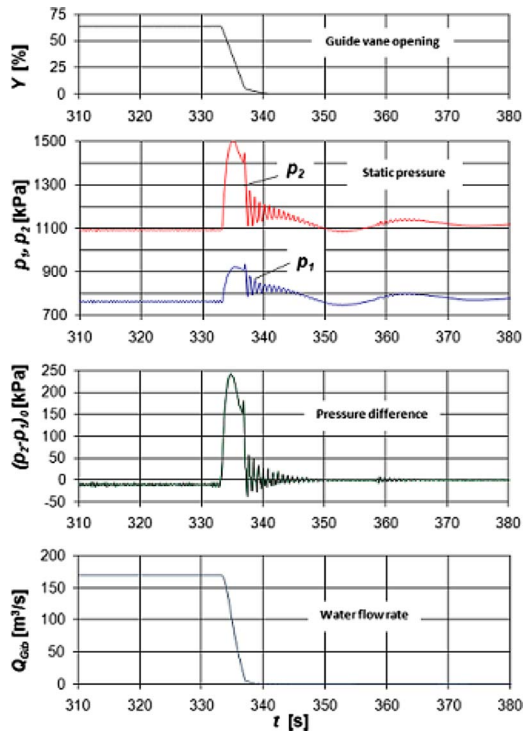 75
50
25
0
Y [%]
Guide vane opening
310 320 330 340 350 360 370 380
1500
1300
1100
900
700
p₁, p₂ [kPa]
p₂
Static pressure
p₁
310 320 330 340 350 360 370 380
250
200
150
100
50
0
-50
(p₂-p₁)₀ [kPa]
Pressure difference
310 320 330 340 350 360 370 380
200
150
100
50
0
Q_Gib [m³/s]
Water flow rate
310 320 330 340 350 360 370 380
t [s]